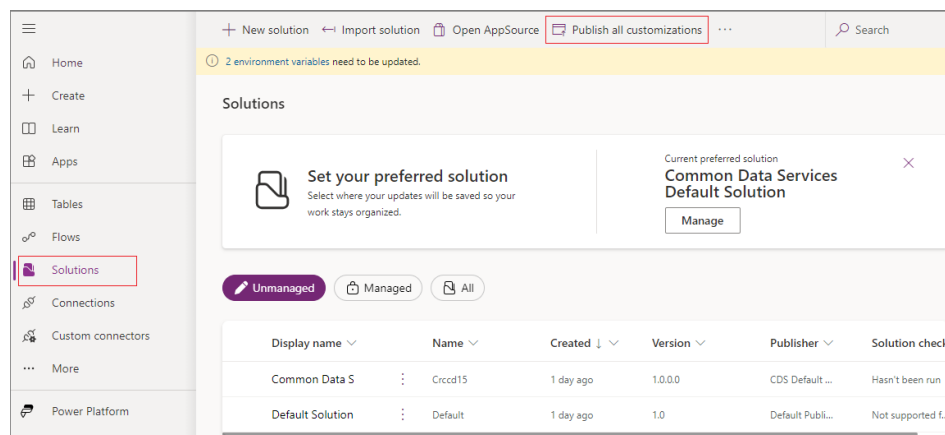 New solution Import solution Open AppSource Publish all customizations ... Search
2 environment variables need to be updated.
Home
Create
Learn
Apps
Tables
Flows
Solutions
Connections
Custom connectors
... More
Power Platform
Solutions
Set your preferred solution
Select where your updates will be saved so your
work stays organized.
Current preferred solution
Common Data Services
Default Solution
Manage
Unmanaged Managed All
Display name Name Created ↓ Version Publisher Solution check
Common Data S Crccd15 1 day ago 1.0.0.0 CDS Default ... Hasn't been run
Default Solution Default 1 day ago 1.0 Default Publi... Not supported f...